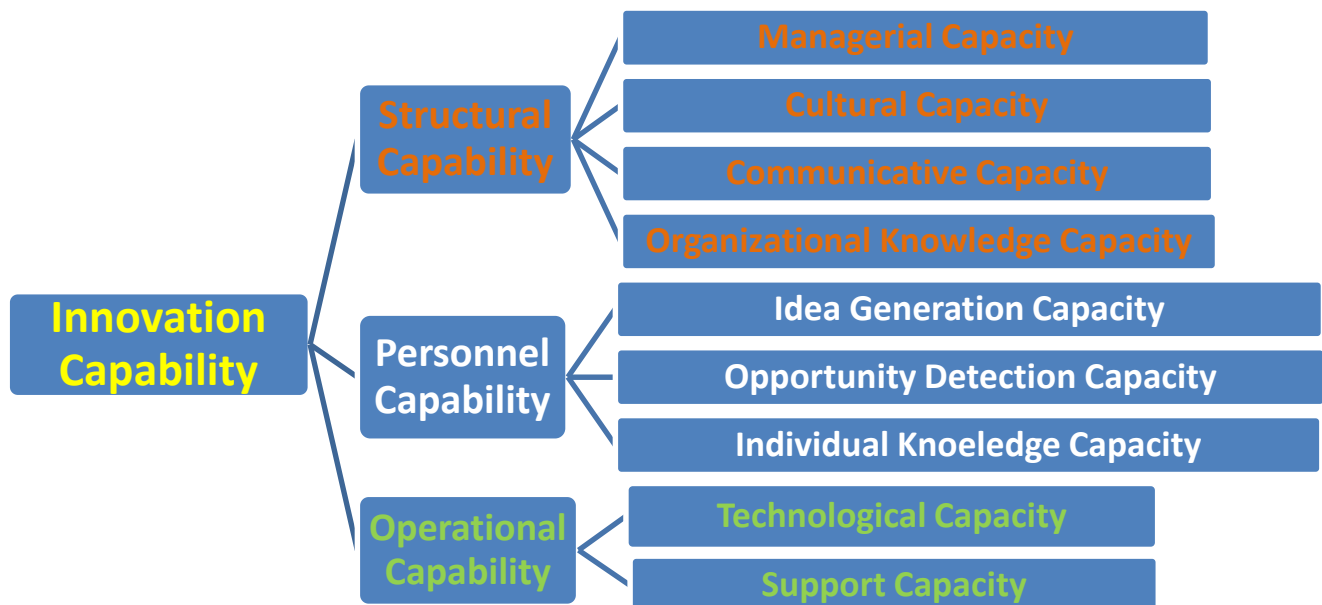 Innovation
Capability
Structural
Capability
Managerial Capacity
Cultural Capacity
Communicative Capacity
Organizational Knowledge Capacity
Personnel
Capability
Idea Generation Capacity
Opportunity Detection Capacity
Individual Knoeledge Capacity
Operational
Capability
Technological Capacity
Support Capacity